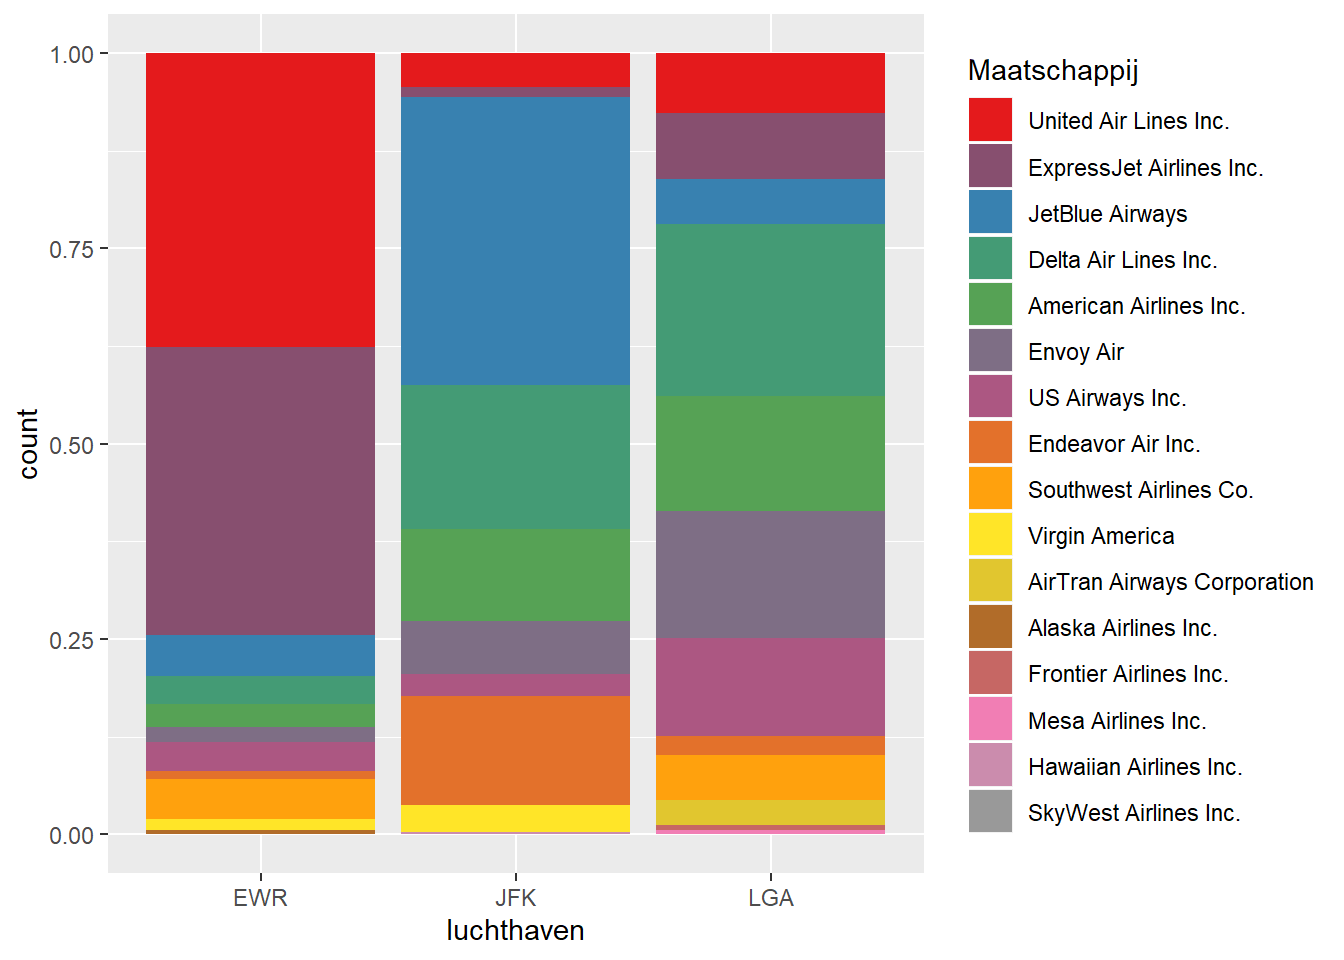 1.00
0.75
0.50
0.25
0.00
count
EWR
JFK
LGA
luchthaven
Maatschappij
United Air Lines Inc.
ExpressJet Airlines Inc.
JetBlue Airways
Delta Air Lines Inc.
American Airlines Inc.
Envoy Air
US Airways Inc.
Endeavor Air Inc.
Southwest Airlines Co.
Virgin America
AirTran Airways Corporation
Alaska Airlines Inc.
Frontier Airlines Inc.
Mesa Airlines Inc.
Hawaiian Airlines Inc.
SkyWest Airlines Inc.